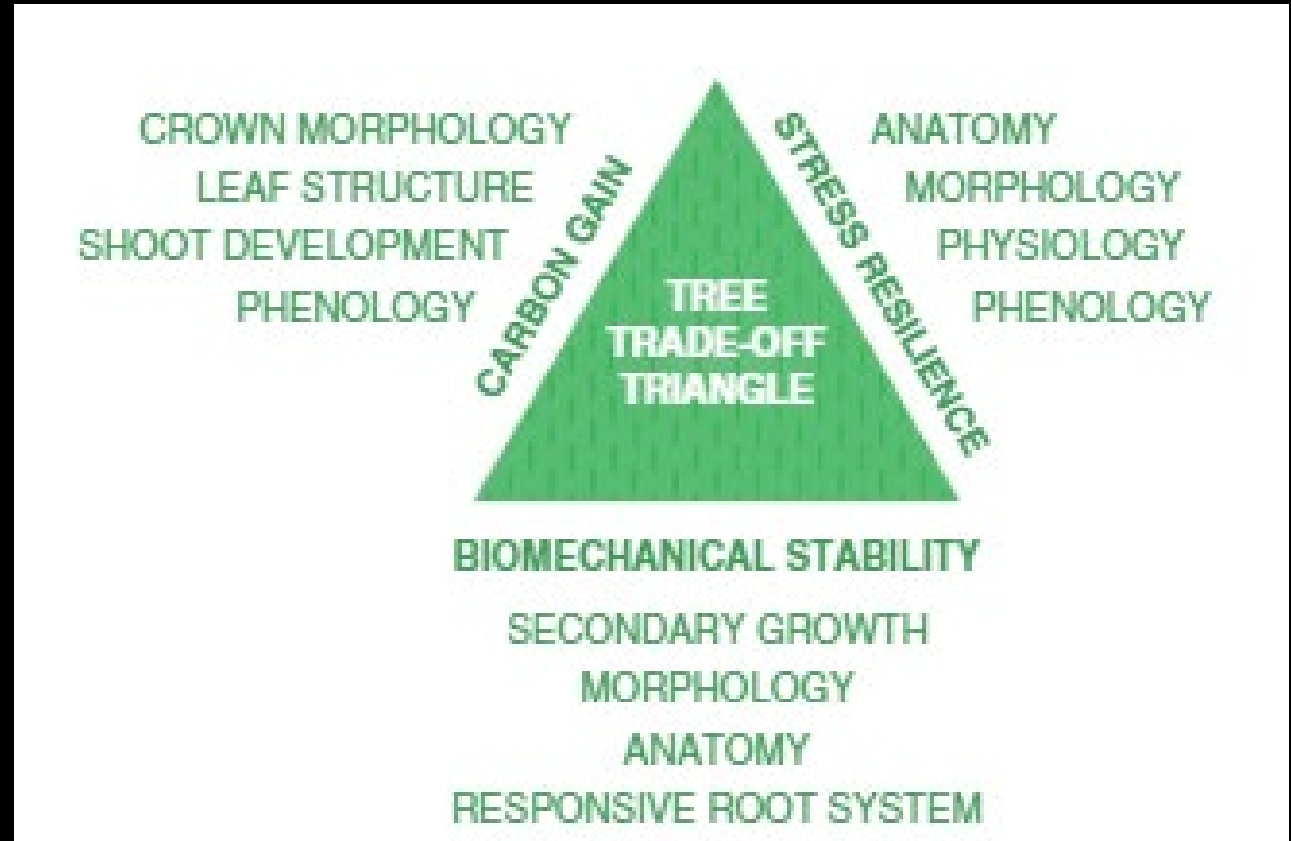 CROWN MORPHOLOGY
LEAF STRUCTURE
SHOOT DEVELOPMENT
PHENOLOGY
CARBON GAIN
TREE
TRADE-OFF
TRIANGLE
STRESS RESILIENCE
ANATOMY
MORPHOLOGY
PHYSIOLOGY
PHENOLOGY
BIOMECHANICAL STABILITY
SECONDARY GROWTH
MORPHOLOGY
ANATOMY
RESPONSIVE ROOT SYSTEM